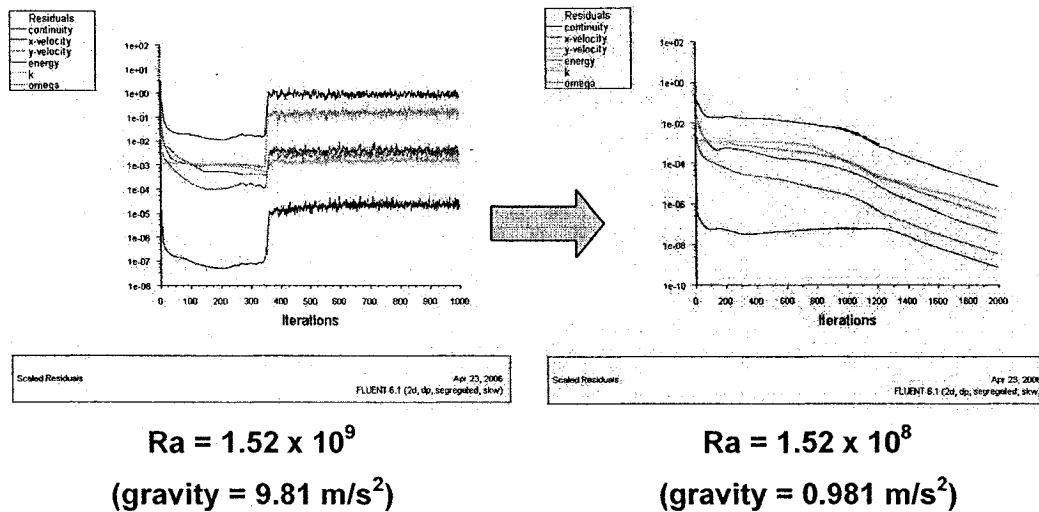 Residuals
continuity
x-velocity
y-velocity
energy
k
omega
1e+02
1e+01
1e+00
1e-01
1e-02
1e-03
1e-04
1e-05
1e-06
1e-07
1e-08
0 100 200 300 400 500 600 700 800 900 1000
Iterations
Scaled Residuals
Apr 23, 2006
FLUENT 6.1 (2d, dp, segregated, skw)
Ra = 1.52 x 10⁹
(gravity = 9.81 m/s²)
Residuals
continuity
x-velocity
y-velocity
energy
k
omega
1e+02
1e+00
1e-02
1e-04
1e-06
1e-08
1e-10
0 200 400 600 800 1000 1200 1400 1600 1800 2000
Iterations
Scaled Residuals
Apr 23, 2006
FLUENT 6.1 (2d, dp, segregated, skw)
Ra = 1.52 x 10⁸
(gravity = 0.981 m/s²)